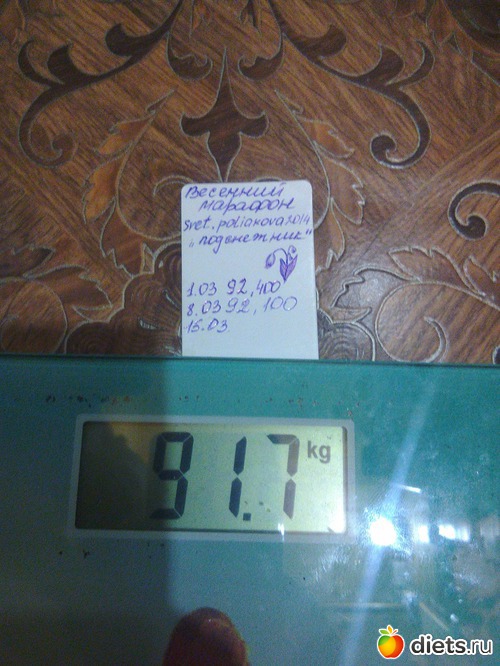 Весенний
марафон
svet.poliakova2014
"подснежник"
1.03 92,400
8.03 92,100
15.03
91.7 kg
diets.ru